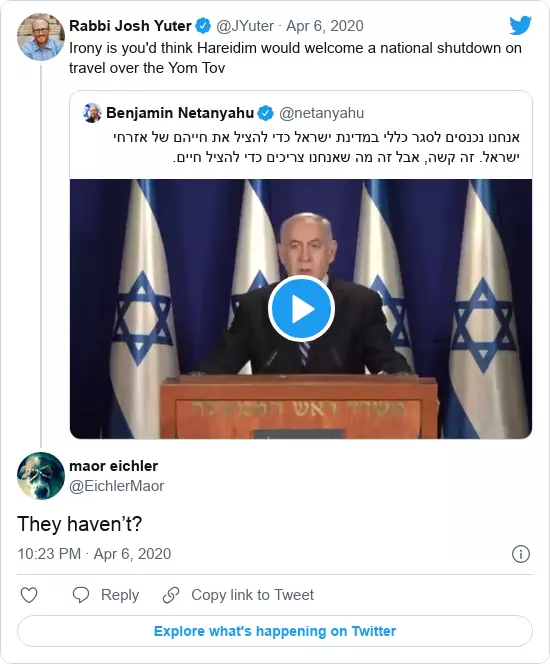 Rabbi Josh Yuter @JYuter · Apr 6, 2020
Irony is you'd think Hareidim would welcome a national shutdown on
travel over the Yom Tov
Benjamin Netanyahu @netanyahu
אנחנו נכנסים לסגר כללי במדינת ישראל כדי להציל את חייהם של אזרחי
ישראל. זה קשה, אבל זה מה שאנחנו צריכים כדי להציל חיים.
משרד ראש הממשלה
maor eichler
@EichlerMaor
They haven’t?
10:23 PM · Apr 6, 2020
Reply
Copy link to Tweet
Explore what's happening on Twitter